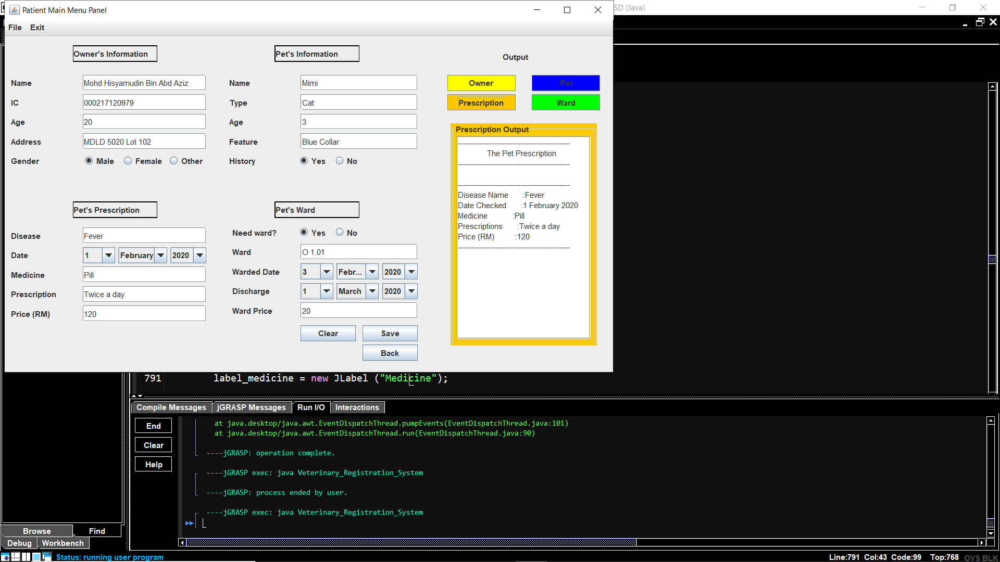 Patient Main Menu Panel
SD (Java)
File Exit
Owner's Information
Name Mohd Hisyamudin Bin Abd Aziz
IC 000217120979
Age 20
Address MDLD 5020 Lot 102
Gender Male Female Other
Pet's Information
Name Mimi
Type Cat
Age 3
Feature Blue Collar
History Yes No
Output
Owner Pet
Prescription Ward
Prescription Output
-------------------------------------------
The Pet Prescription
-------------------------------------------
-------------------------------------------
Disease Name :Fever
Date Checked :1 February 2020
Medicine :Pill
Prescriptions :Twice a day
Price (RM) :120
-------------------------------------------
Pet's Prescription
Disease Fever
Date 1 February 2020
Medicine Pill
Prescription Twice a day
Price (RM) 120
Pet's Ward
Need ward? Yes No
Ward O 1.01
Warded Date 3 Febr... 2020
Discharge 1 March 2020
Ward Price 20
Clear Save
Back
791 label_medicine = new JLabel ("Medicine");
Compile Messages jGRASP Messages Run I/O Interactions
End
Clear
Help
at java.desktop/java.awt.EventDispatchThread.pumpEvents(EventDispatchThread.java:101)
at java.desktop/java.awt.EventDispatchThread.run(EventDispatchThread.java:90)
----jGRASP: operation complete.
----jGRASP exec: java Veterinary_Registration_System
----jGRASP: process ended by user.
----jGRASP exec: java Veterinary_Registration_System
Browse Find
Debug Workbench
Status: running user program
Line:791 Col:43 Code:99 Top:768 OVS BLK